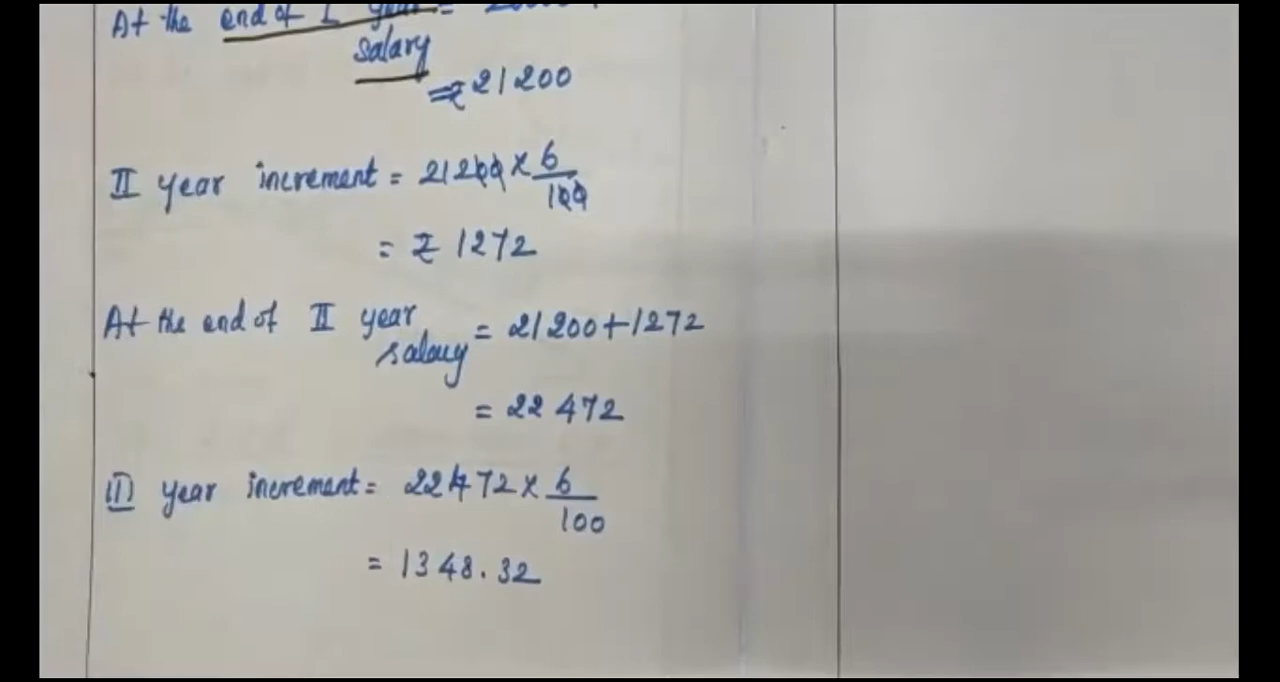 At the end of I year =
salary
= ₹ 21200
II year increment = 21200 × 6/100
= ₹ 1272
At the end of II year salary = 21200+1272
= 22472
III year increment = 22472 × 6/100
= 1348.32